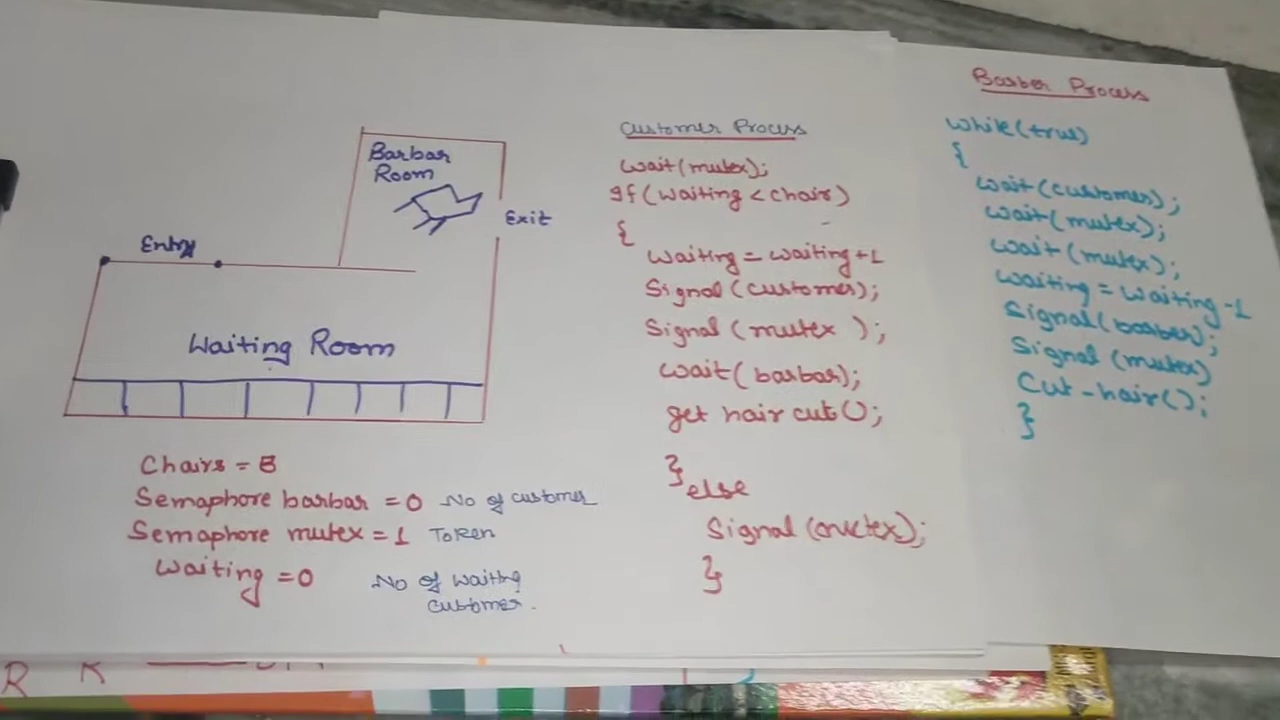 Barbar
Room
Exit
Entry
Waiting Room
Chairs = 8
Semaphore barbar = 0 No of customer
Semaphore mutex = 1 Token
Waiting = 0 No of waiting
customer.
Customer Process
wait(mutex);
If (waiting < chair)
{
Waiting = waiting + 1
Signal (customer);
Signal (mutex );
wait( barbar);
get hair cut();
}
else
Signal (mutex);
}
Barber Process
while(true)
{
wait(customer);
wait(mutex);
wait (mutex);
waiting = waiting - 1
Signal(barber);
Signal (mutex)
Cut - hair();
}
R K